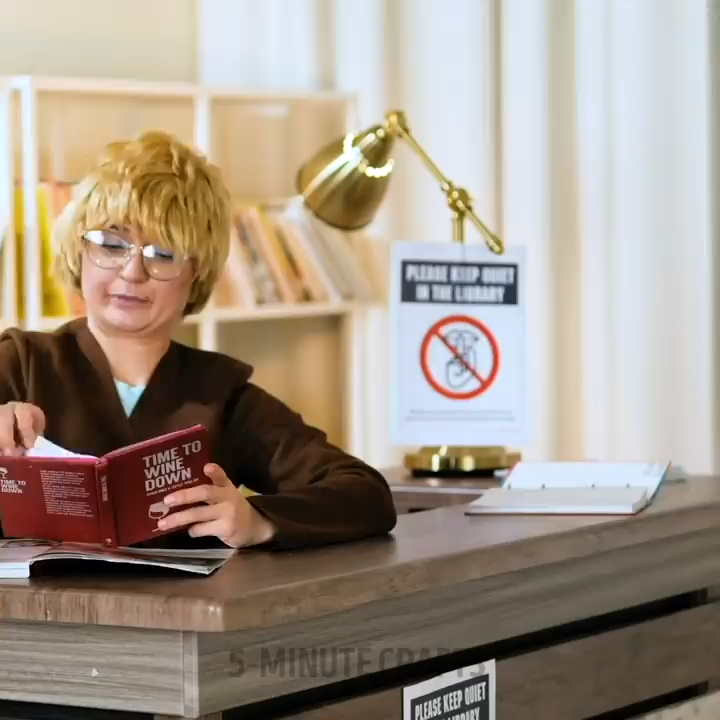 PLEASE KEEP QUIET
IN THE LIBRARY
TIME TO
WINE
DOWN
TIME TO
WINE
DOWN
5-MINUTE CRAFTS
PLEASE KEEP QUIET
LIBRARY